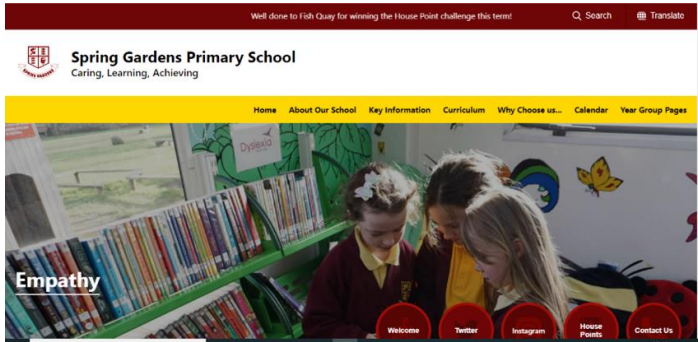 Well done to Fish Quay for winning the House Point challenge this term!
Search
Translate
SPRING GARDENS
Spring Gardens Primary School
Caring, Learning, Achieving
Home
About Our School
Key Information
Curriculum
Why Choose us...
Calendar
Year Group Pages
Dyslexia
Empathy
Welcome
Twitter
Instagram
House
Points
Contact Us